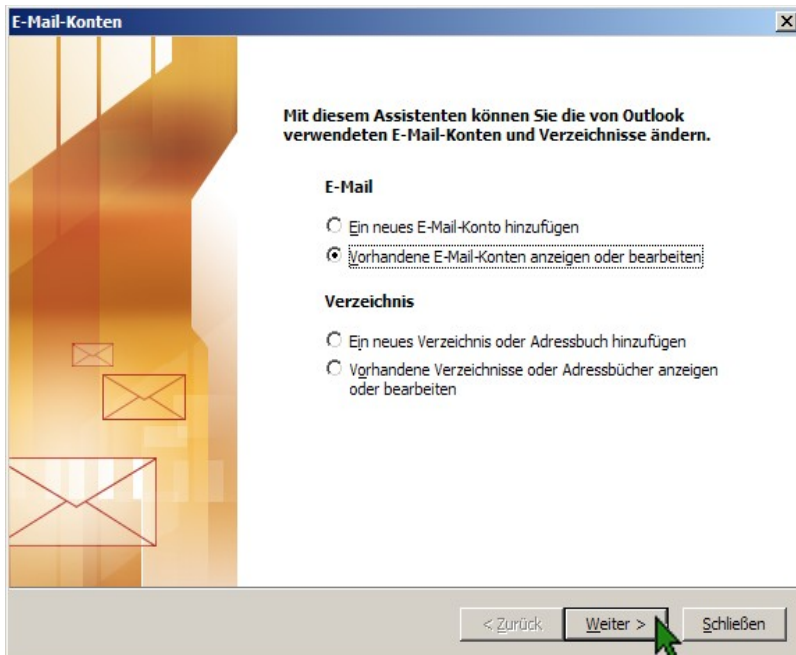 E-Mail-Konten
Mit diesem Assistenten können Sie die von Outlook
verwendeten E-Mail-Konten und Verzeichnisse ändern.
E-Mail
Ein neues E-Mail-Konto hinzufügen
Vorhandene E-Mail-Konten anzeigen oder bearbeiten
Verzeichnis
Ein neues Verzeichnis oder Adressbuch hinzufügen
Vorhandene Verzeichnisse oder Adressbücher anzeigen
oder bearbeiten
< Zurück Weiter > Schließen